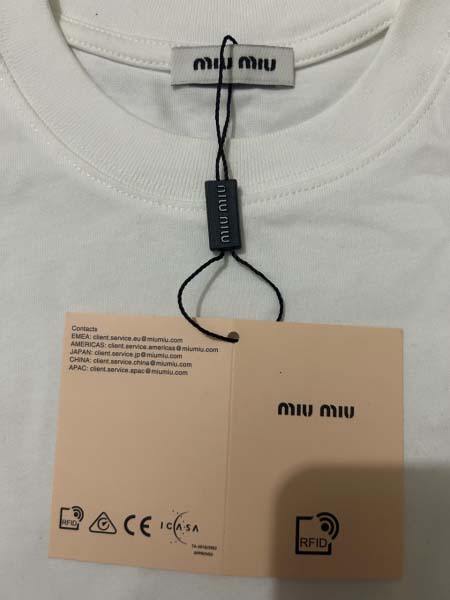 miu miu
MIU MIU
Contacts
EMEA: client.service.eu@miumiu.com
AMERICAS: client.service.americas@miumiu.com
JAPAN: client.service.jp@miumiu.com
CHINA: client.service.china@miumiu.com
APAC: client.service.apac@miumiu.com
miu miu
RFID
CE
ICASA
APPROVED
RFID